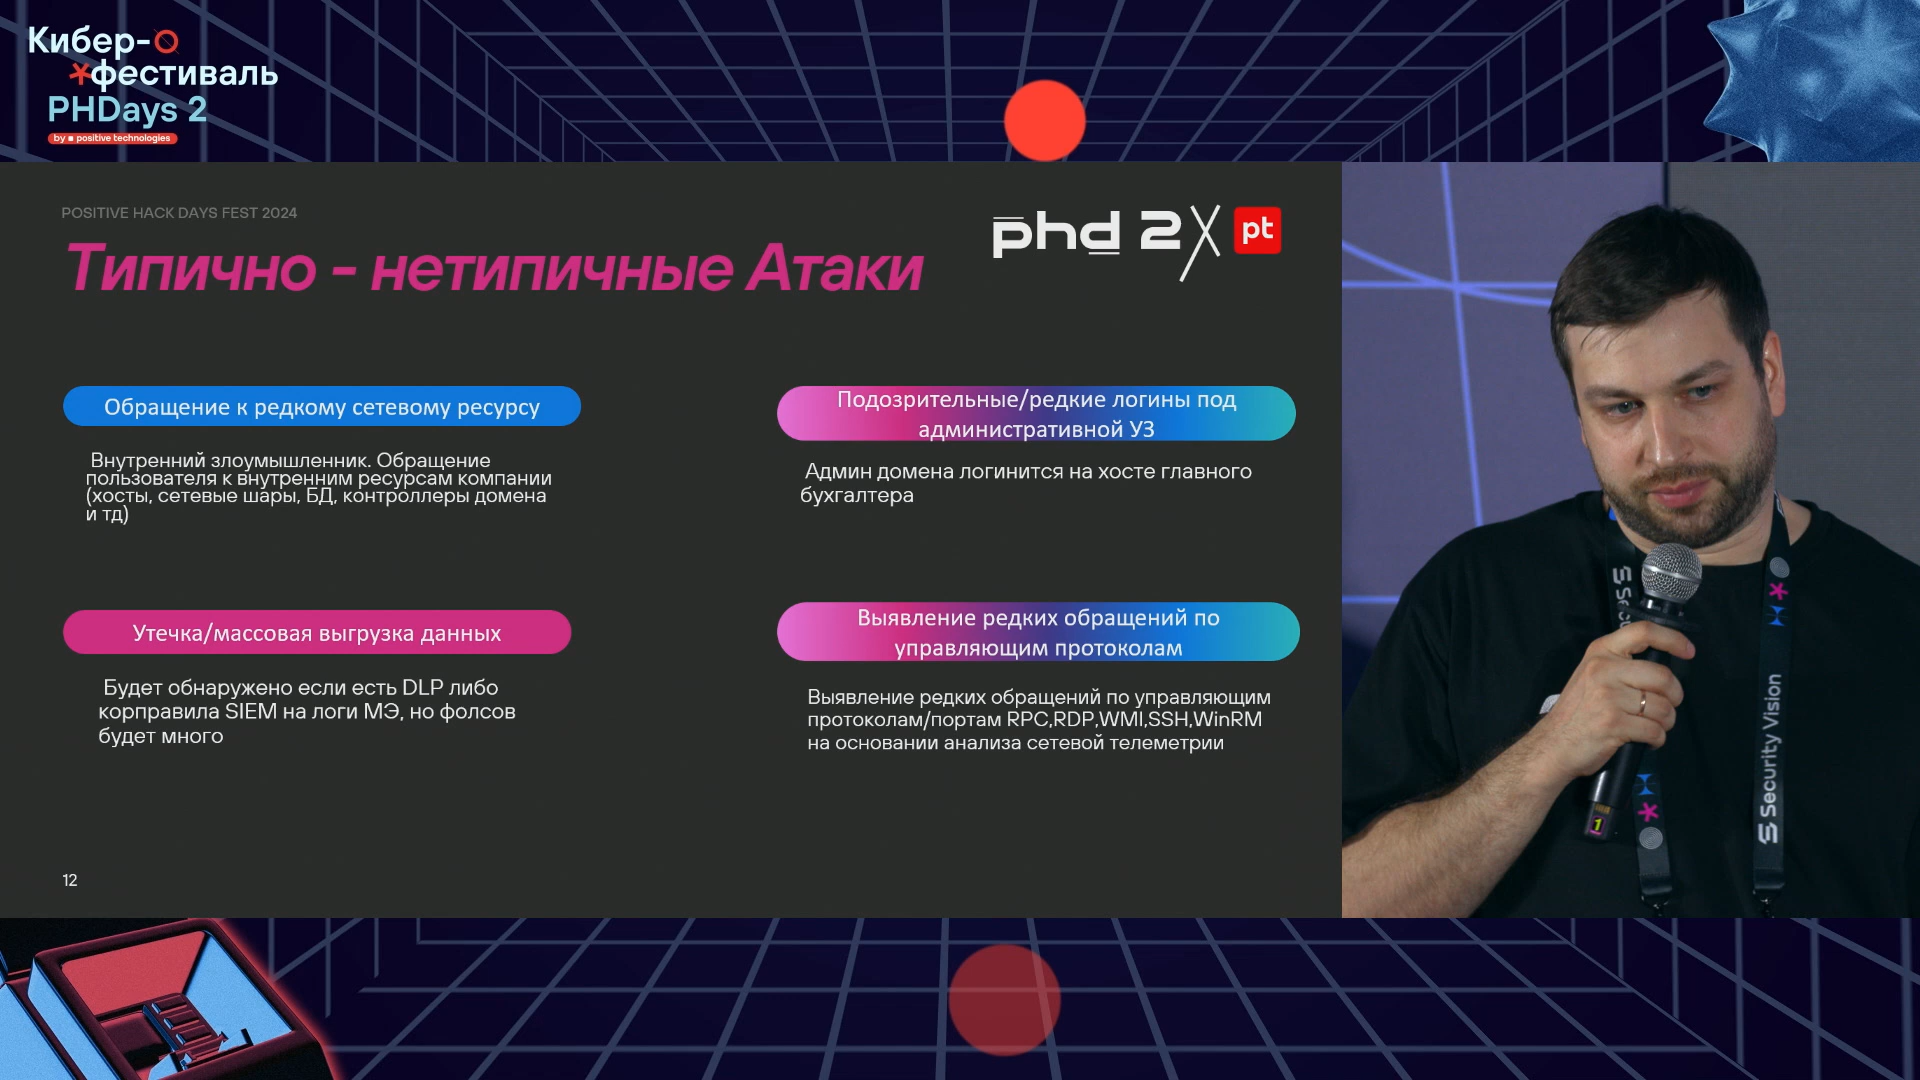 Кибер-
фестиваль
PHDays 2
by positive technologies
POSITIVE HACK DAYS FEST 2024
Типично - нетипичные Атаки
phd 2
pt
Обращение к редкому сетевому ресурсу
Внутренний злоумышленник. Обращение
пользователя к внутренним ресурсам компании
(хосты, сетевые шары, БД, контроллеры домена
и тд)
Утечка/массовая выгрузка данных
Будет обнаружено если есть DLP либо
корправила SIEM на логи МЭ, но фолсов
будет много
Подозрительные/редкие логины под
административной УЗ
Админ домена логинится на хосте главного
бухгалтера
Выявление редких обращений по
управляющим протоколам
Выявление редких обращений по управляющим
протоколам/портам RPC,RDP,WMI,SSH,WinRM
на основании анализа сетевой телеметрии
12
Security Vision
1